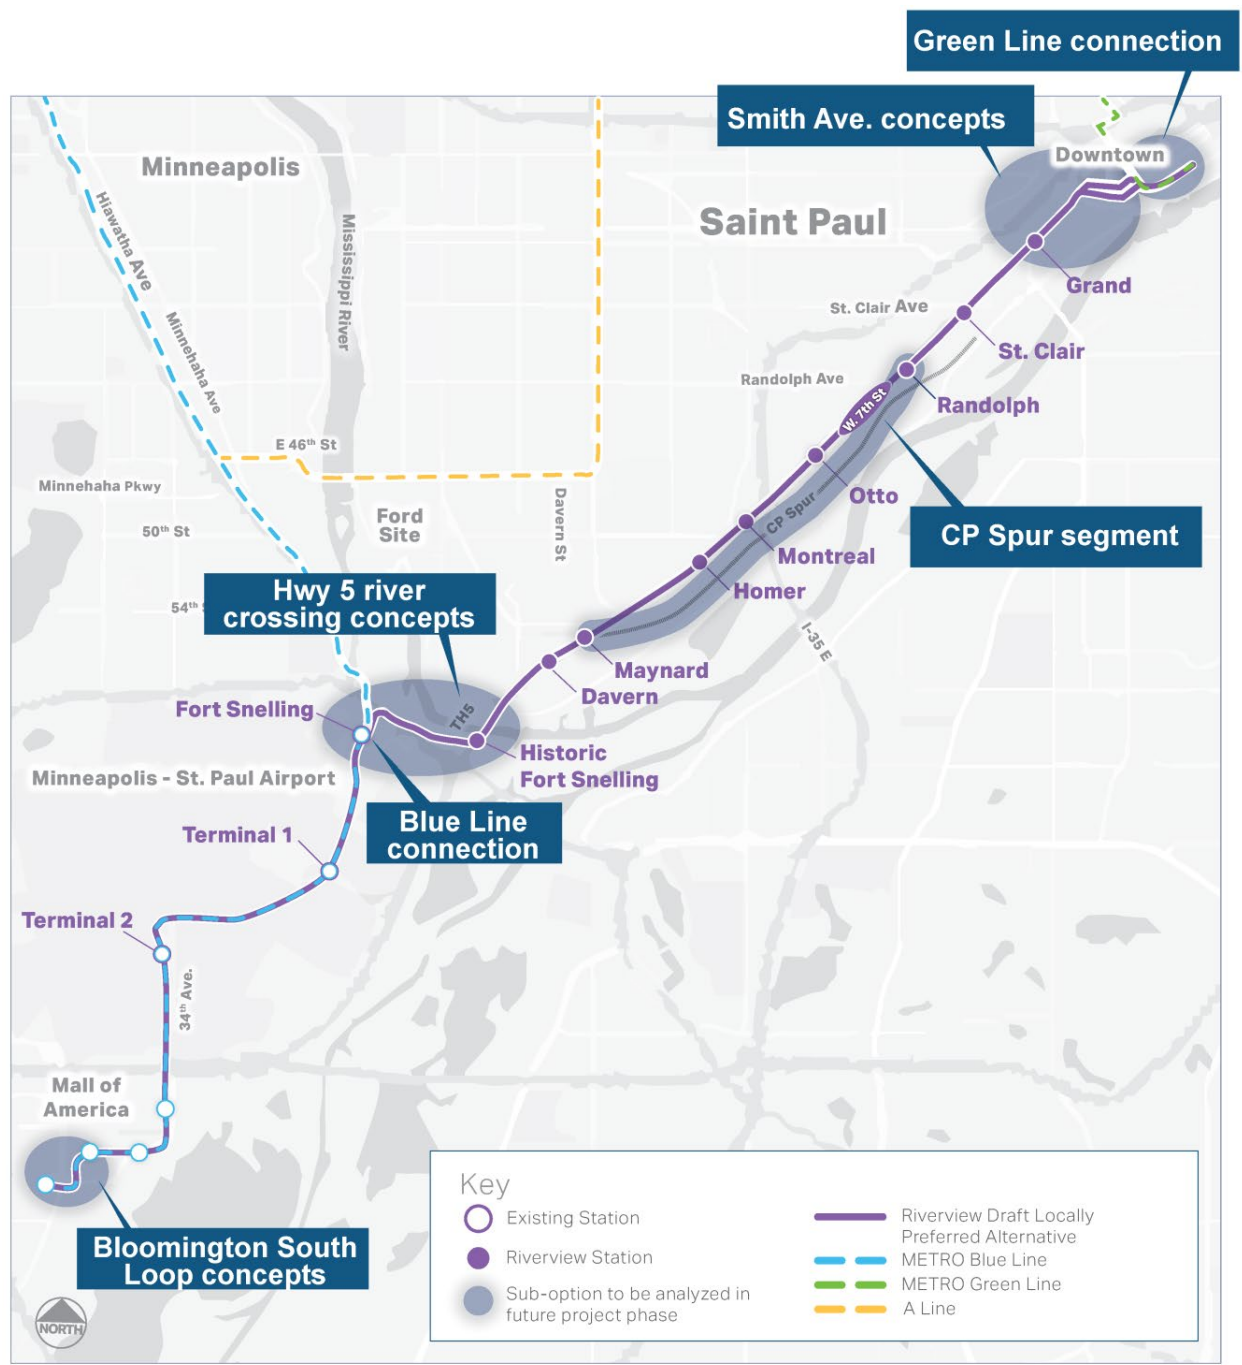 Green Line connection
Smith Ave. concepts
Downtown
Minneapolis
Hiawatha Ave
Mississippi River
Saint Paul
Grand
Minnehaha Ave
St. Clair Ave
St. Clair
Randolph Ave
Randolph
W. 7th St
E 46th St
Minnehaha Pkwy
Otto
Davern St
CP Spur
Ford
Site
50th St
CP Spur segment
Montreal
Homer
Hwy 5 river
crossing concepts
54th S
I-35 E
Maynard
Davern
Fort Snelling
TH5
Historic
Fort Snelling
Minneapolis - St. Paul Airport
Blue Line
connection
Terminal 1
Terminal 2
34th Ave.
Mall of
America
Bloomington South
Loop concepts
NORTH
Key
Existing Station
Riverview Station
Sub-option to be analyzed in
future project phase
Riverview Draft Locally
Preferred Alternative
METRO Blue Line
METRO Green Line
A Line